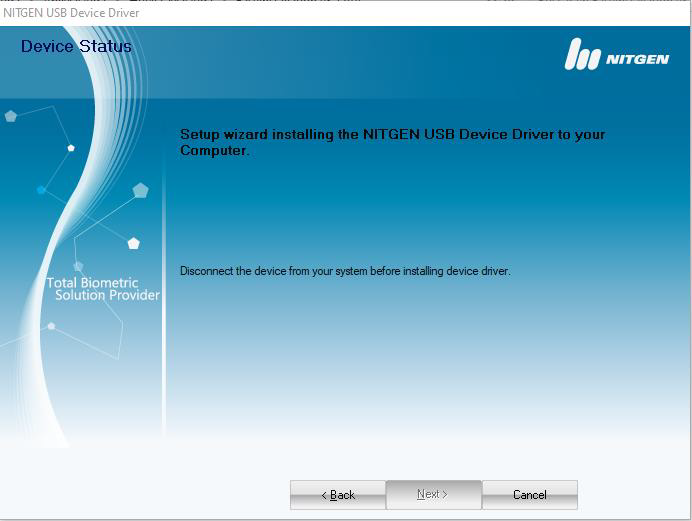 NITGEN USB Device Driver
Device Status
NITGEN
Setup wizard installing the NITGEN USB Device Driver to your
Computer.
Disconnect the device from your system before installing device driver.
Total Biometric
Solution Provider
< Back
Next >
Cancel